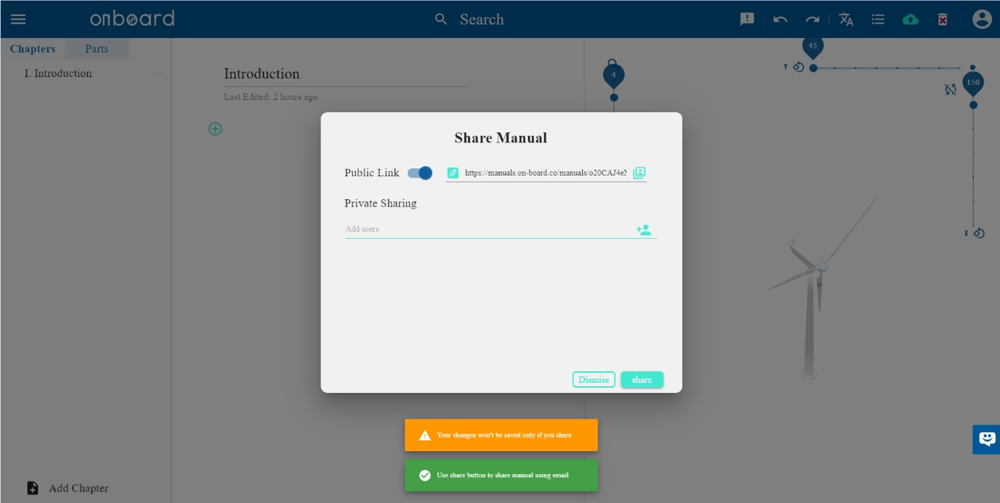 onboard
Search
Chapters
Parts
I. Introduction
Introduction
Last Edited: 2 hours ago
4
45
Y
150
X
Share Manual
Public Link
https://manuals.on-board.co/manuals/o20CAJ4e
Private Sharing
Add users
Dismiss
share
Your changes won't be saved only if you share
Use share button to share manual using email
Add Chapter